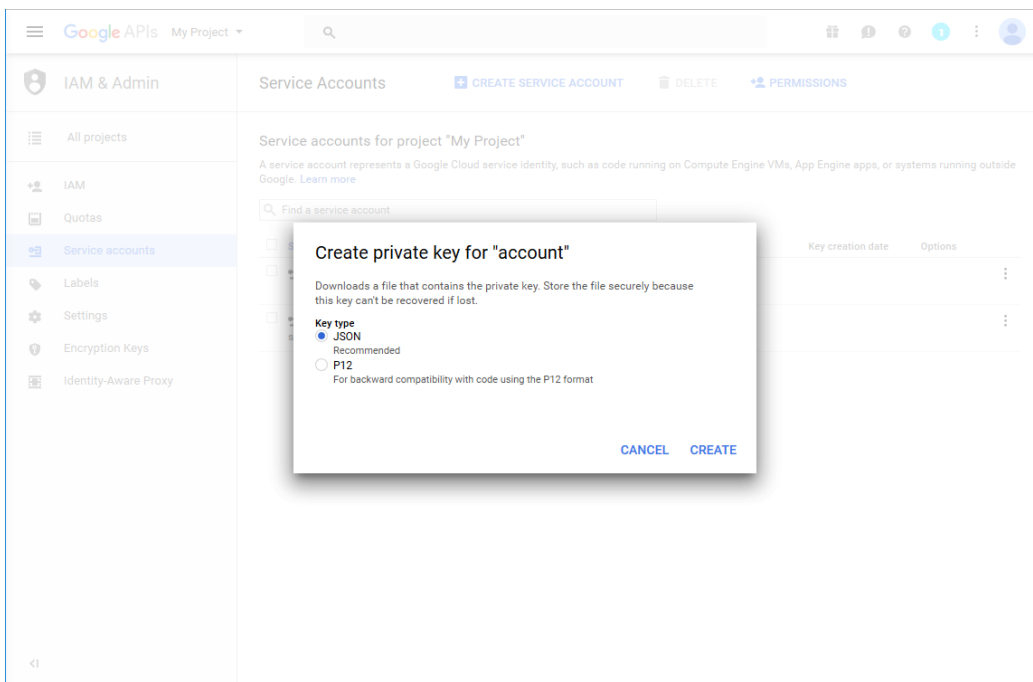 Google APIs My Project
1
IAM & Admin
Service Accounts
CREATE SERVICE ACCOUNT
DELETE
PERMISSIONS
All projects
IAM
Quotas
Service accounts
Labels
Settings
Encryption Keys
Identity-Aware Proxy
Service accounts for project "My Project"
A service account represents a Google Cloud service identity, such as code running on Compute Engine VMs, App Engine apps, or systems running outside
Google. Learn more
Find a service account
Key creation date
Options
Create private key for "account"
Downloads a file that contains the private key. Store the file securely because
this key can't be recovered if lost.
Key type
JSON
Recommended
P12
For backward compatibility with code using the P12 format
CANCEL
CREATE